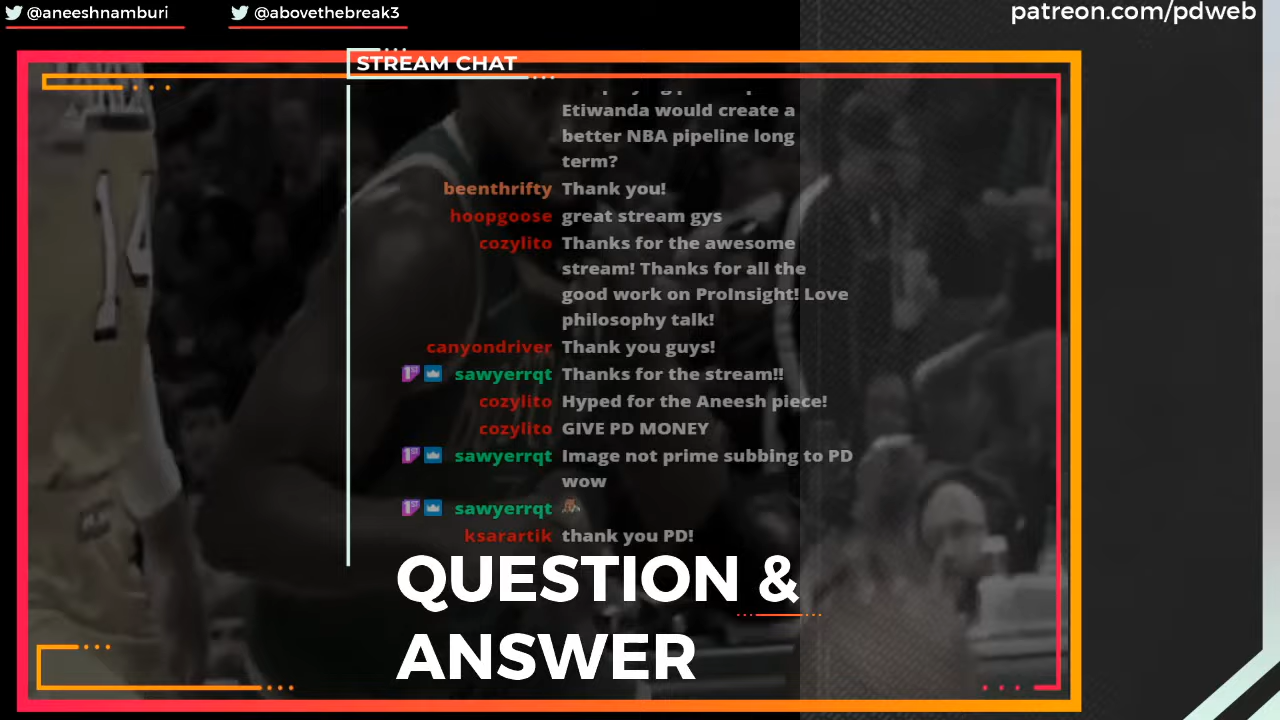 @aneeshnamburi
@abovethebreak3
patreon.com/pdweb
STREAM CHAT
Etiwanda would create a
better NBA pipeline long
term?
beenthrifty Thank you!
hoopgoose great stream gys
cozylito Thanks for the awesome
stream! Thanks for all the
good work on ProInsight! Love
philosophy talk!
canyondriver Thank you guys!
sawyerrqt Thanks for the stream!!
cozylito Hyped for the Aneesh piece!
cozylito GIVE PD MONEY
sawyerrqt Image not prime subbing to PD
wow
sawyerrqt
ksarartik thank you PD!
QUESTION &
ANSWER
14